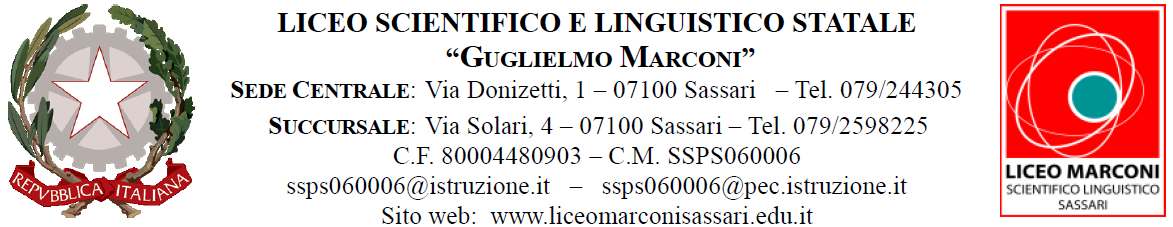 LICEO SCIENTIFICO E LINGUISTICO STATALE
“GUGLIELMO MARCONI”
SEDE CENTRALE: Via Donizetti, 1 – 07100 Sassari – Tel. 079/244305
SUCCURSALE: Via Solari, 4 – 07100 Sassari – Tel. 079/2598225
C.F. 80004480903 – C.M. SSPS060006
ssps060006@istruzione.it – ssps060006@pec.istruzione.it
Sito web: www.liceomarconisassari.edu.it
REPVBBLICA ITALIANA
LICEO MARCONI
SCIENTIFICO LINGUISTICO
SASSARI